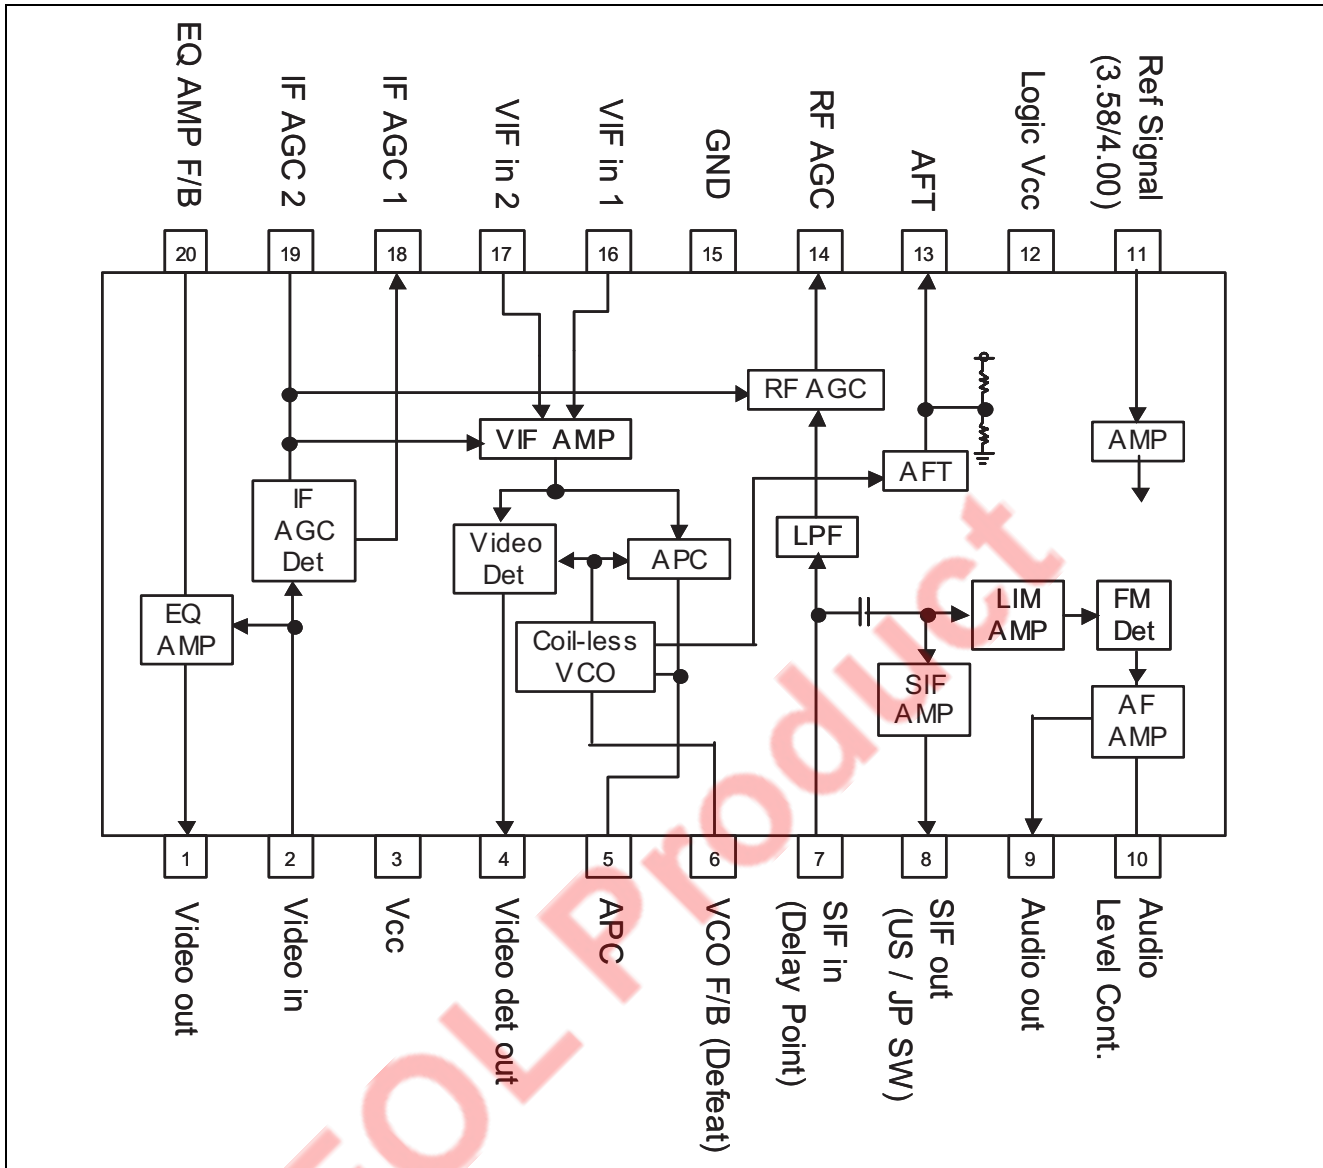 EQ AMP F/B
IF AGC 2
IF AGC 1
VIF in 2
VIF in 1
GND
RF AGC
AFT
Logic Vcc
Ref Signal
(3.58/4.00)
20
19
18
17
16
15
14
13
12
11
RF AGC
VIF AMP
AMP
AFT
IF
AGC
Det
Video
Det
APC
LPF
EQ
AMP
Coil-less
VCO
LIM
AMP
FM
Det
SIF
AMP
AF
AMP
1
2
3
4
5
6
7
8
9
10
Video out
Video in
Vcc
Video det out
APC
VCO F/B (Defeat)
SIF in
(Delay Point)
SIF out
(US / JP SW)
Audio out
Audio
Level Cont.
EOL Product